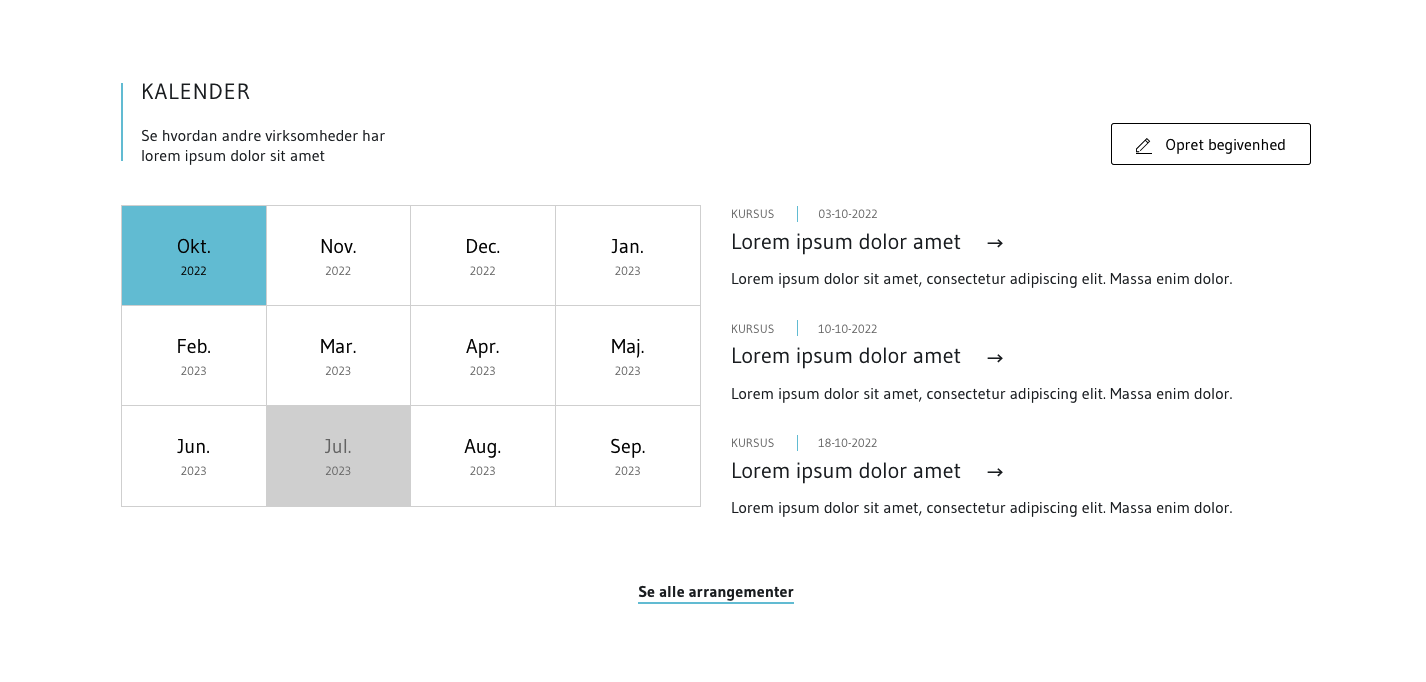 KALENDER
Se hvordan andre virksomheder har
lorem ipsum dolor sit amet
Opret begivenhed
Okt.
2022
Nov.
2022
Dec.
2022
Jan.
2023
Feb.
2023
Mar.
2023
Apr.
2023
Maj.
2023
Jun.
2023
Jul.
2023
Aug.
2023
Sep.
2023
KURSUS 03-10-2022
Lorem ipsum dolor amet →
Lorem ipsum dolor sit amet, consectetur adipiscing elit. Massa enim dolor.
KURSUS 10-10-2022
Lorem ipsum dolor amet →
Lorem ipsum dolor sit amet, consectetur adipiscing elit. Massa enim dolor.
KURSUS 18-10-2022
Lorem ipsum dolor amet →
Lorem ipsum dolor sit amet, consectetur adipiscing elit. Massa enim dolor.
Se alle arrangementer